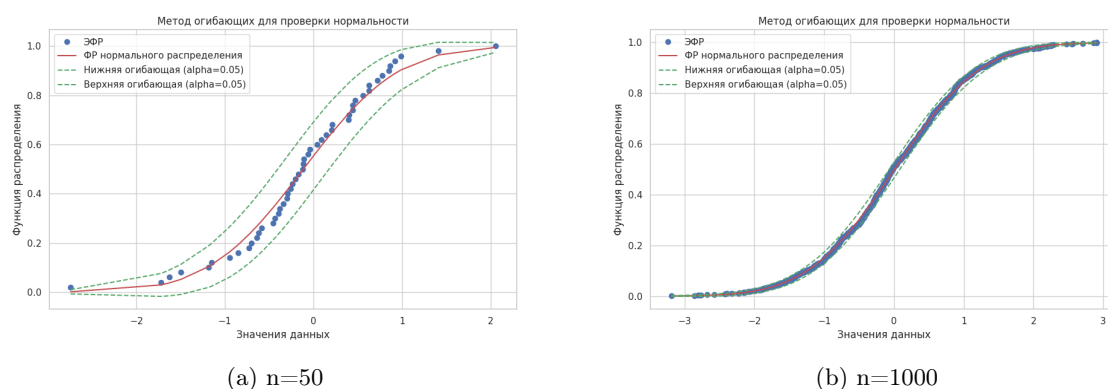 Метод огибающих для проверки нормальности
ЭФР
ФР нормального распределения
Нижняя огибающая (alpha=0.05)
Верхняя огибающая (alpha=0.05)
Функция распределения
1.0
0.8
0.6
0.4
0.2
0.0
−2
−1
0
1
2
Значения данных
(a) n=50
Метод огибающих для проверки нормальности
ЭФР
ФР нормального распределения
Нижняя огибающая (alpha=0.05)
Верхняя огибающая (alpha=0.05)
Функция распределения
1.0
0.8
0.6
0.4
0.2
0.0
−3
−2
−1
0
1
2
3
Значения данных
(b) n=1000